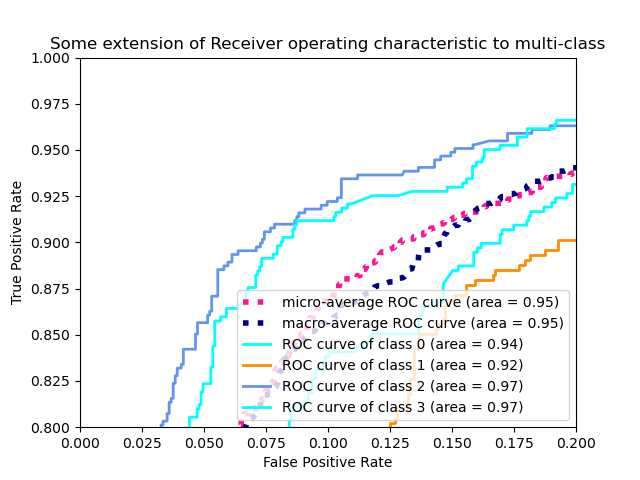 Some extension of Receiver operating characteristic to multi-class
True Positive Rate
1.000
0.975
0.950
0.925
0.900
0.875
0.850
0.825
0.800
micro-average ROC curve (area = 0.95)
macro-average ROC curve (area = 0.95)
ROC curve of class 0 (area = 0.94)
ROC curve of class 1 (area = 0.92)
ROC curve of class 2 (area = 0.97)
ROC curve of class 3 (area = 0.97)
0.000 0.025 0.050 0.075 0.100 0.125 0.150 0.175 0.200
False Positive Rate